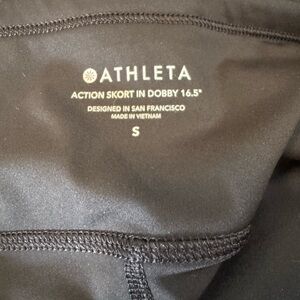 ATHLETA
ACTION SKORT IN DOBBY 16.5"
DESIGNED IN SAN FRANCISCO
MADE IN VIETNAM
S